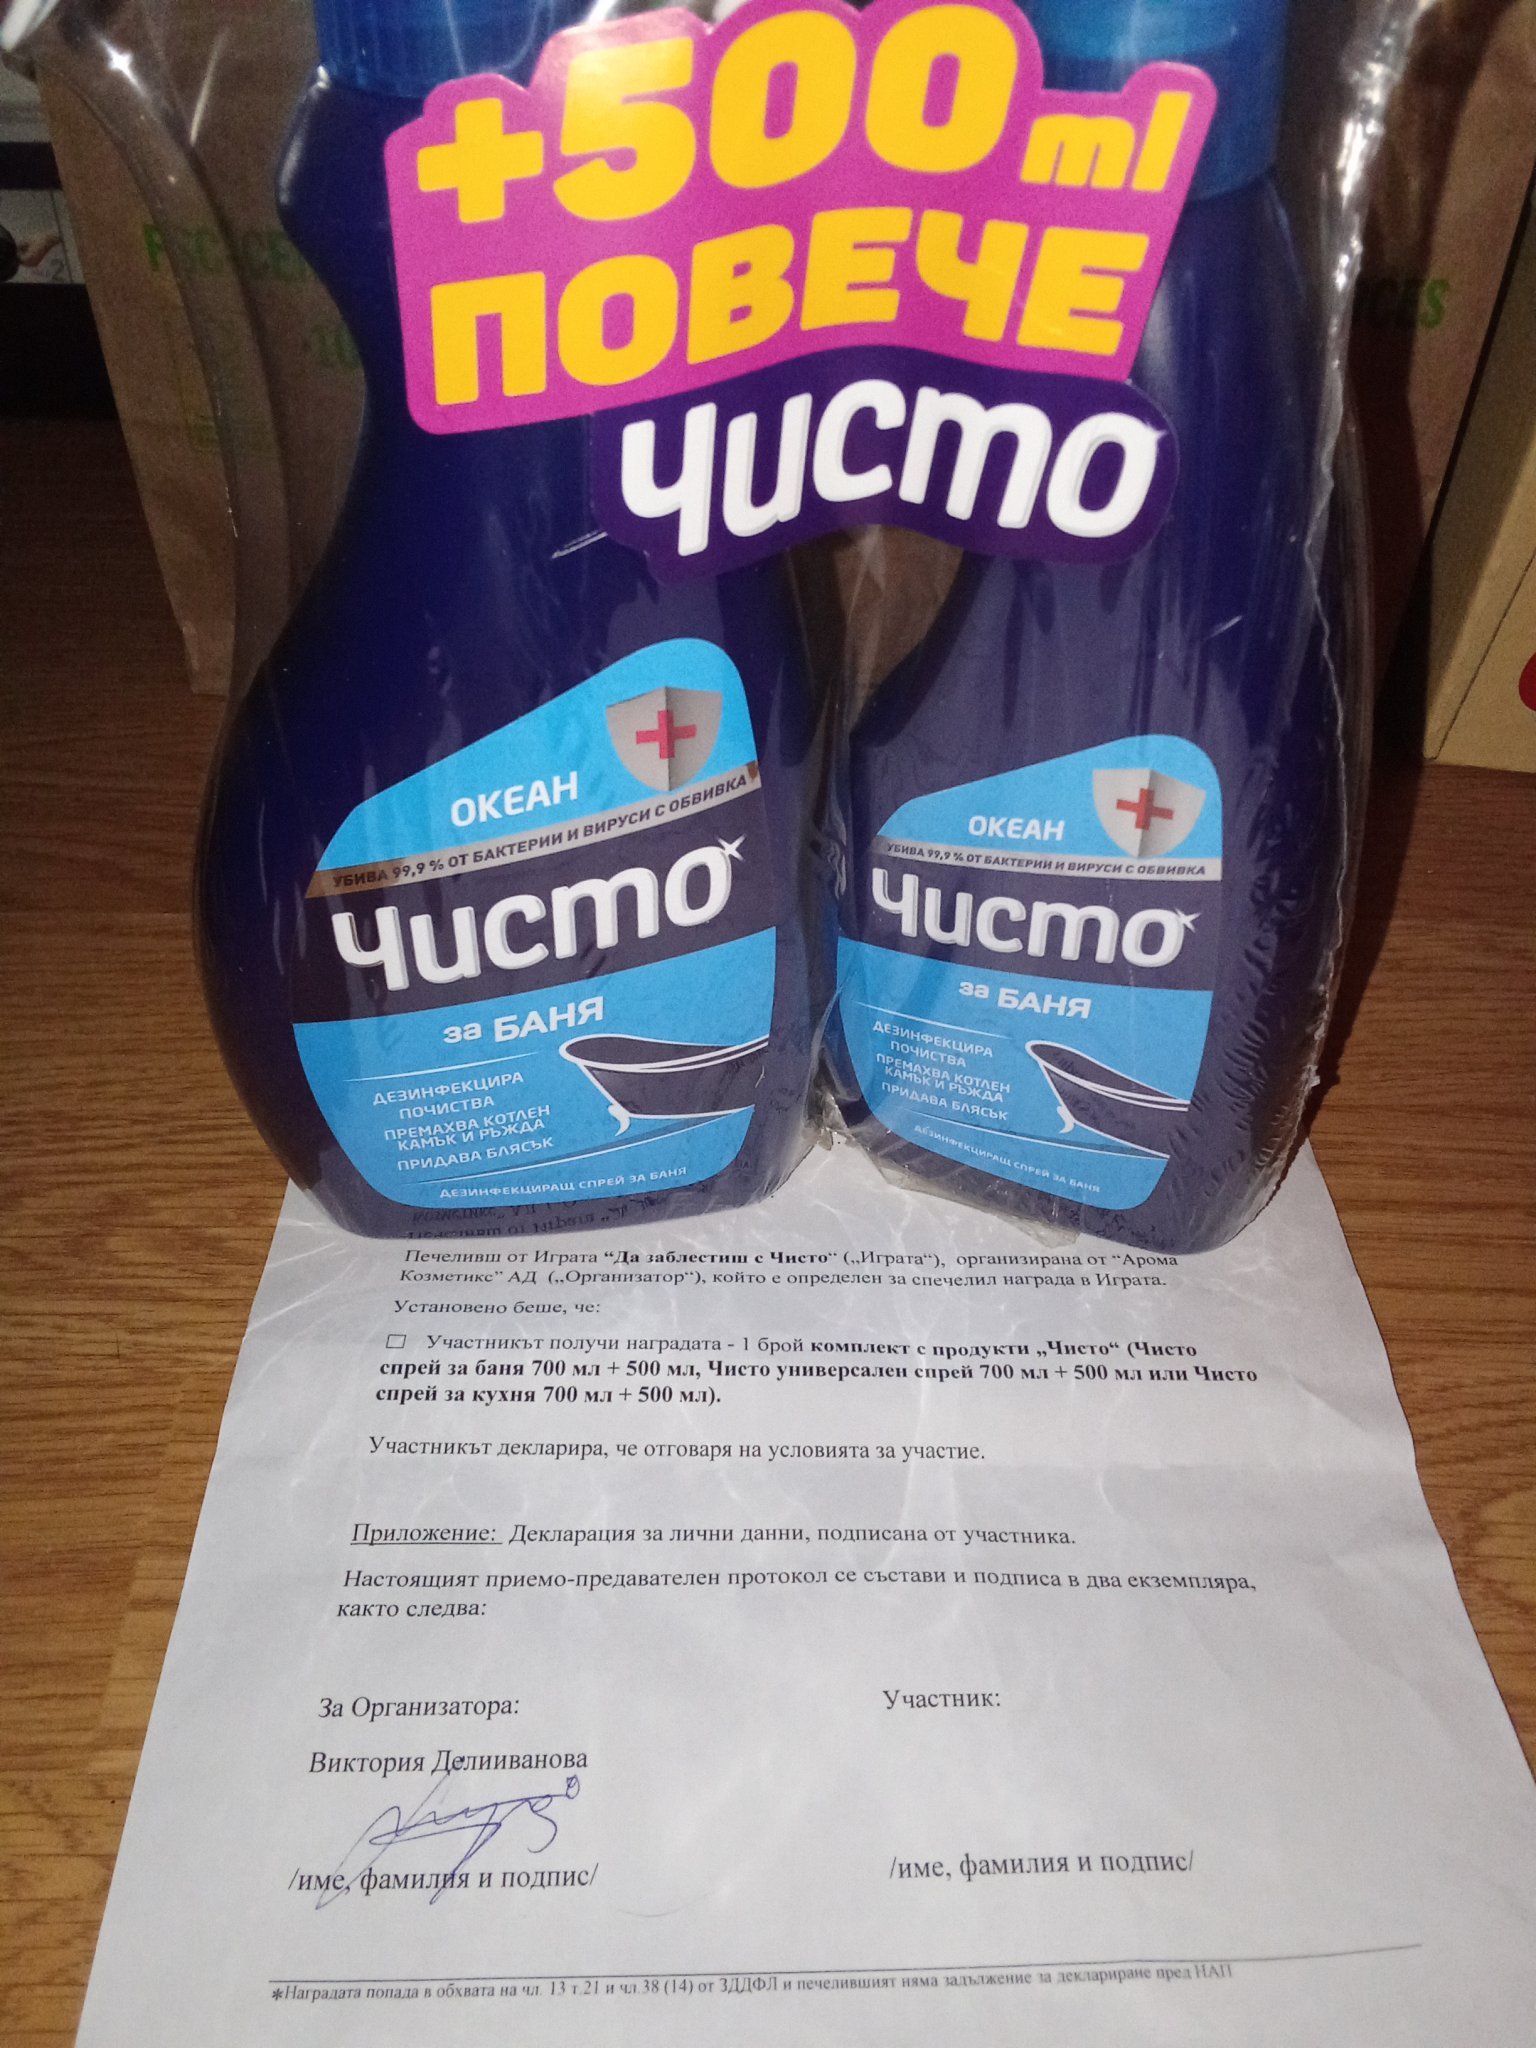 +500ml
ПОВЕЧЕ
Чисто
ОКЕАН
УБИВА 99,9 % ОТ БАКТЕРИИ И ВИРУСИ С ОБВИВКА
Чисто
за БАНЯ
ДЕЗИНФЕКЦИРА
ПОЧИСТВА
ПРЕМАХВА КОТЛЕН
КАМЪК И РЪЖДА
ПРИДАВА БЛЯСЪК
ДЕЗИНФЕКЦИРАЩ СПРЕЙ ЗА БАНЯ
ОКЕАН
УБИВА 99,9 % ОТ БАКТЕРИИ И ВИРУСИ С ОБВИВКА
Чисто
за БАНЯ
ДЕЗИНФЕКЦИРА
ПОЧИСТВА
ПРЕМАХВА КОТЛЕН
КАМЪК И РЪЖДА
ПРИДАВА БЛЯСЪК
ДЕЗИНФЕКЦИРАЩ СПРЕЙ ЗА БАНЯ
Печеливш от Играта “Да заблестиш с Чисто“ („Играта“), организирана от “Арома
Козметикс” АД („Организатор“), който е определен за спечелил награда в Играта.
Установено беше, че:
Участникът получи наградата - 1 брой комплект с продукти „Чисто“ (Чисто
спрей за баня 700 мл + 500 мл, Чисто универсален спрей 700 мл + 500 мл или Чисто
спрей за кухня 700 мл + 500 мл).
Участникът декларира, че отговаря на условията за участие.
Приложение: Декларация за лични данни, подписана от участника.
Настоящият приемо-предавателен протокол се състави и подписа в два екземпляра,
както следва:
За Организатора:
Участник:
Виктория Делииванова
/име, фамилия и подпис/
/име, фамилия и подпис/
*Наградата попада в обхвата на чл. 13 т.21 и чл.38 (14) от ЗДДФЛ и печелившият няма задължение за деклариране пред НАП